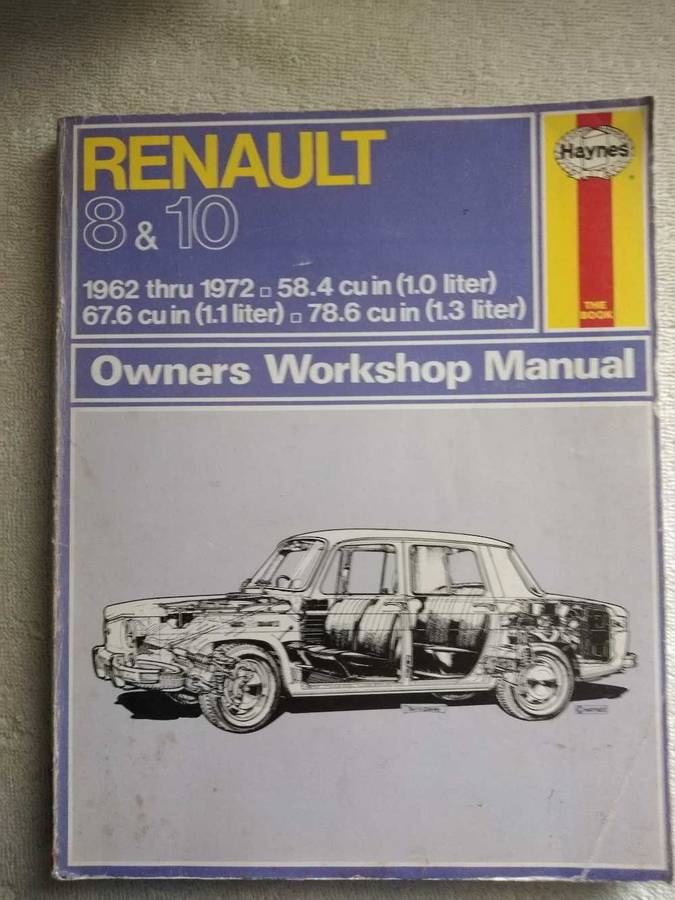 RENAULT
8 & 10
1962 thru 1972 □ 58.4 cu in (1.0 liter)
67.6 cu in (1.1 liter) □ 78.6 cu in (1.3 liter)
Haynes
THE
BOOK
Owners Workshop Manual